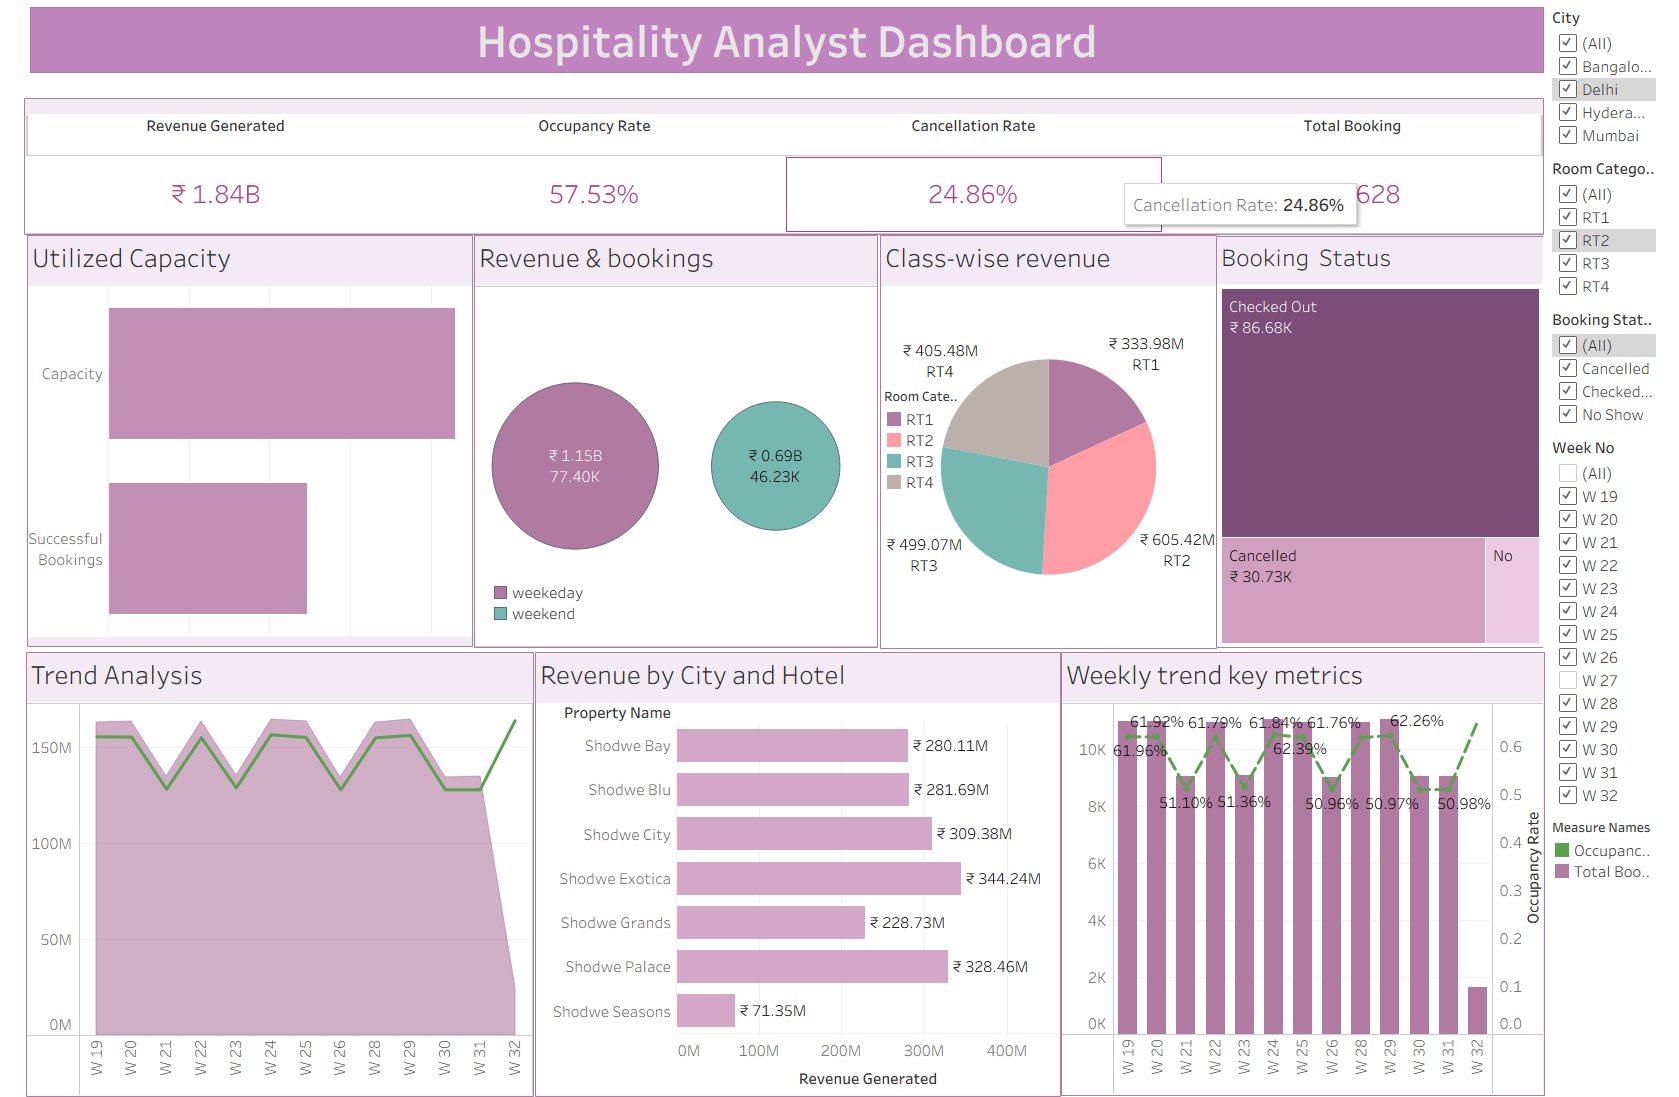 Hospitality Analyst Dashboard
Revenue Generated
Occupancy Rate
Cancellation Rate
Total Booking
₹ 1.84B
57.53%
24.86%
628
Cancellation Rate: 24.86%
Utilized Capacity
Capacity
Successful
Bookings
Revenue & bookings
₹ 1.15B
77.40K
₹ 0.69B
46.23K
weekeday
weekend
Class-wise revenue
₹ 405.48M
RT4
₹ 333.98M
RT1
Room Cate..
RT1
RT2
RT3
RT4
₹ 499.07M
RT3
₹ 605.42M
RT2
Booking Status
Checked Out
₹ 86.68K
Cancelled
₹ 30.73K
No
Trend Analysis
150M
100M
50M
0M
W 19
W 20
W 21
W 22
W 23
W 24
W 25
W 26
W 28
W 29
W 30
W 31
W 32
Revenue by City and Hotel
Property Name
Shodwe Bay
₹ 280.11M
Shodwe Blu
₹ 281.69M
Shodwe City
₹ 309.38M
Shodwe Exotica
₹ 344.24M
Shodwe Grands
₹ 228.73M
Shodwe Palace
₹ 328.46M
Shodwe Seasons
₹ 71.35M
0M
100M
200M
300M
400M
Revenue Generated
Weekly trend key metrics
10K
8K
6K
4K
2K
0K
61.96%
61.92%
51.10%
61.79%
51.36%
61.84%
62.39%
61.76%
50.96%
50.97%
62.26%
50.98%
0.6
0.5
0.4
0.3
0.2
0.1
0.0
Occupancy Rate
W 19
W 20
W 21
W 22
W 23
W 24
W 25
W 26
W 28
W 29
W 30
W 31
W 32
City
(All)
Bangalo...
Delhi
Hydera...
Mumbai
Room Catego..
(All)
RT1
RT2
RT3
RT4
Booking Stat..
(All)
Cancelled
Checked...
No Show
Week No
(All)
W 19
W 20
W 21
W 22
W 23
W 24
W 25
W 26
W 27
W 28
W 29
W 30
W 31
W 32
Measure Names
Occupanc..
Total Boo..